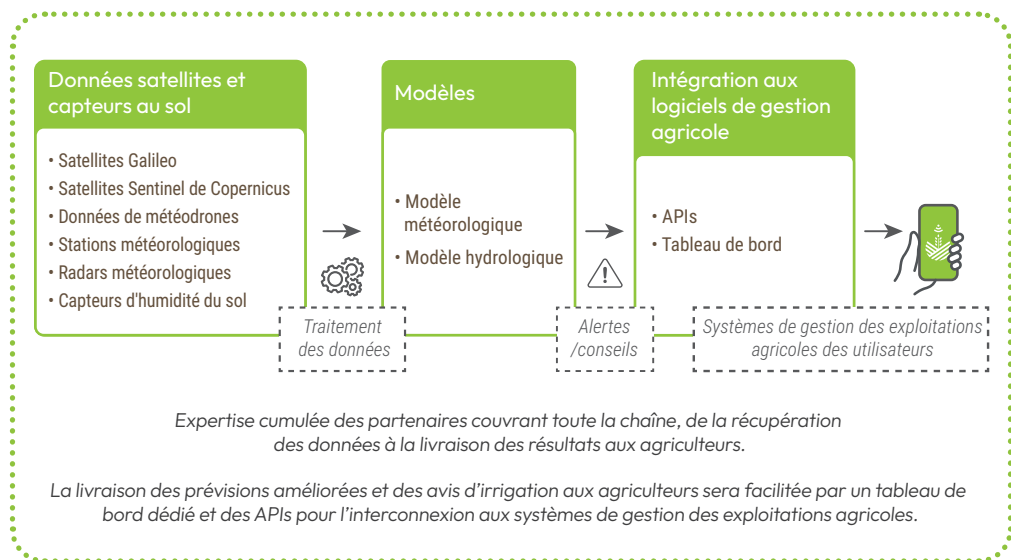 Données satellites et
capteurs au sol
• Satellites Galileo
• Satellites Sentinel de Copernicus
• Données de météodrones
• Stations météorologiques
• Radars météorologiques
• Capteurs d'humidité du sol
Traitement
des données
Modèles
• Modèle
météorologique
• Modèle hydrologique
Alertes
/conseils
Intégration aux
logiciels de gestion
agricole
• APIs
• Tableau de bord
Systèmes de gestion des exploitations
agricoles des utilisateurs
Expertise cumulée des partenaires couvrant toute la chaîne, de la récupération
des données à la livraison des résultats aux agriculteurs.
La livraison des prévisions améliorées et des avis d’irrigation aux agriculteurs sera facilitée par un tableau de
bord dédié et des APIs pour l’interconnexion aux systèmes de gestion des exploitations agricoles.